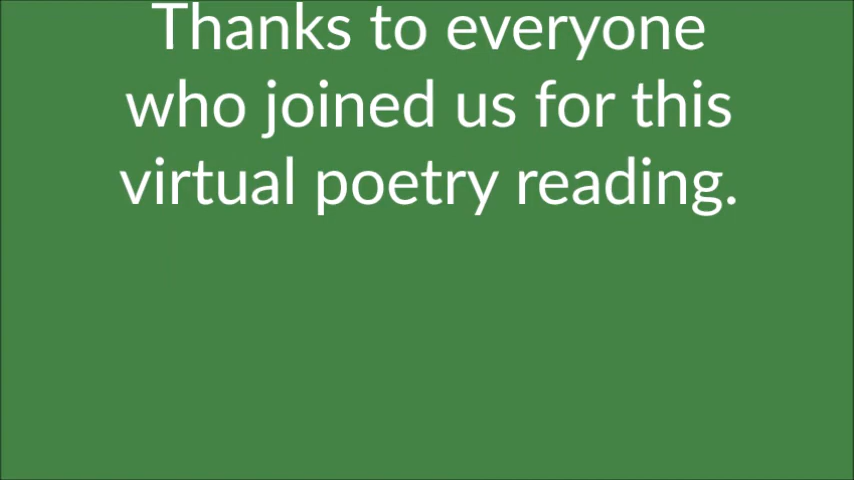 Thanks to everyone
who joined us for this
virtual poetry reading.